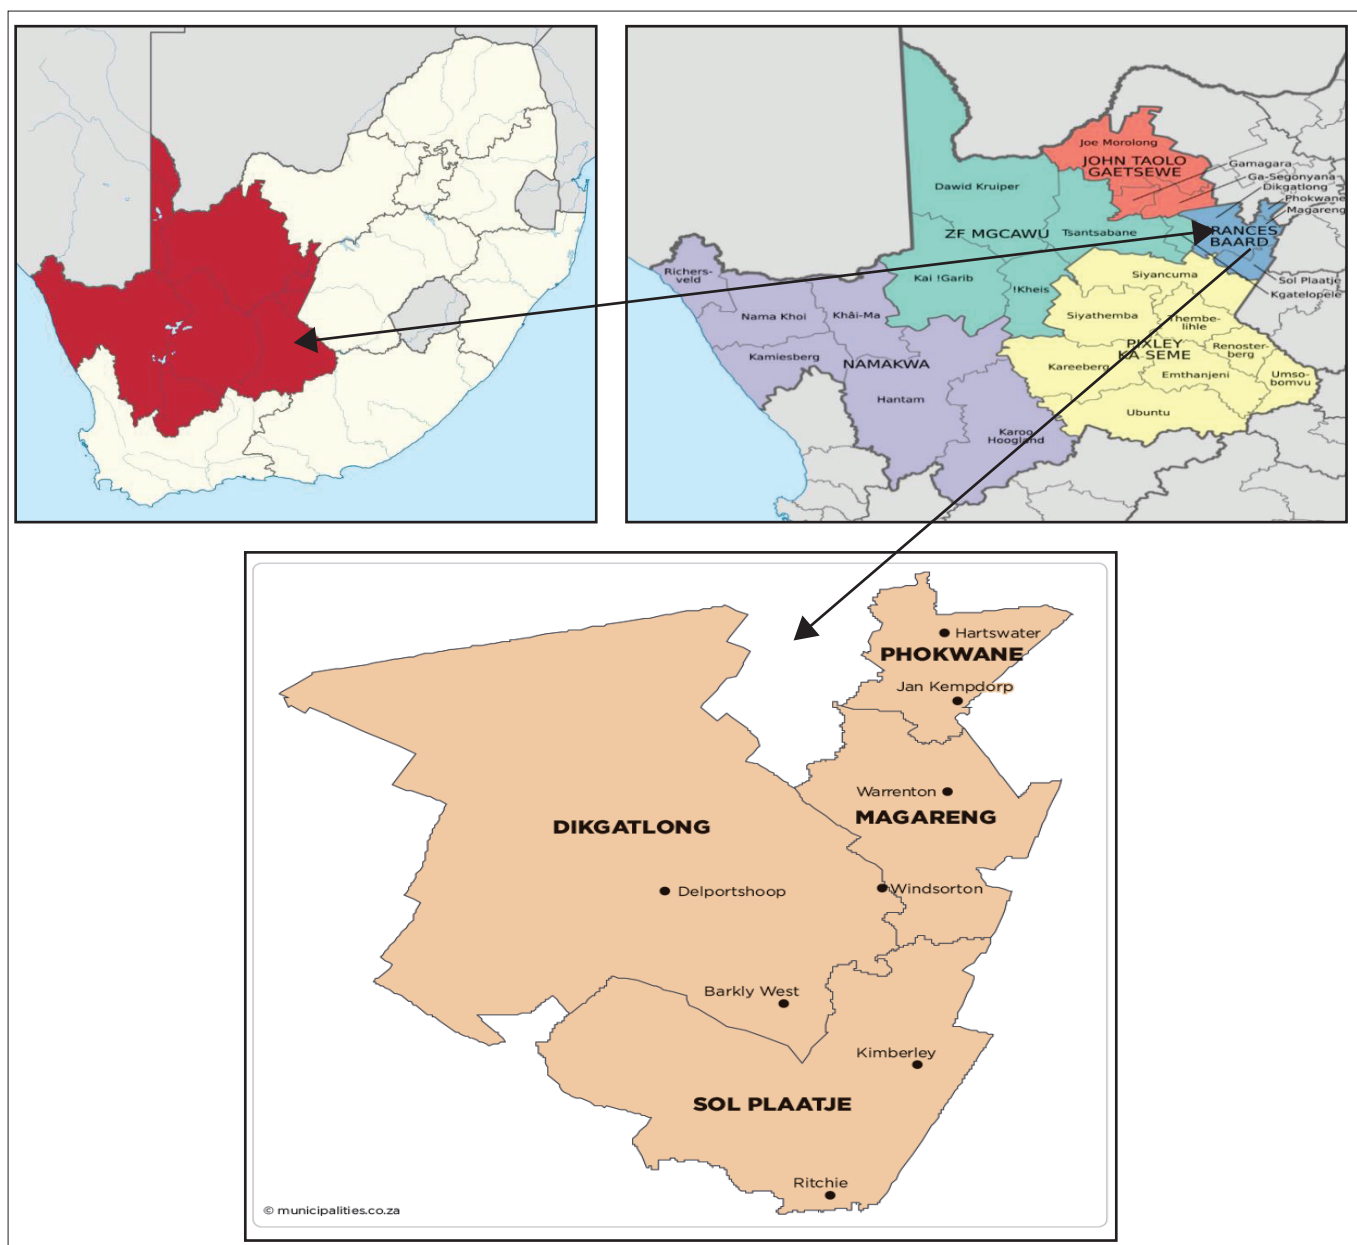 Joe Morolong
JOHN TAOLO
GAETSEWE
Gamagara
Ga-Segonyana
Dikgatlong
Phokwane
Magareng
Dawid Kruiper
ZF MGCAWU
Tsantsabane
RANCES
BAARD
Richers-
veld
Kai !Garib
!Kheis
Siyancuma
Sol Plaatje
Kgatelopele
Nama Khoi
Khâi-Ma
Siyathemba
Thembe-
lihle
Kamiesberg
NAMAKWA
PIXLEY
KA SEME
Renoster-
berg
Kareeberg
Emthanjeni
Umso-
bomvu
Hantam
Ubuntu
Karoo
Hoogland
Hartswater
PHOKWANE
Jan Kempdorp
Warrenton
MAGARENG
DIKGATLONG
Delportshoop
Windsorton
Barkly West
Kimberley
SOL PLAATJE
Ritchie
© municipalities.co.za